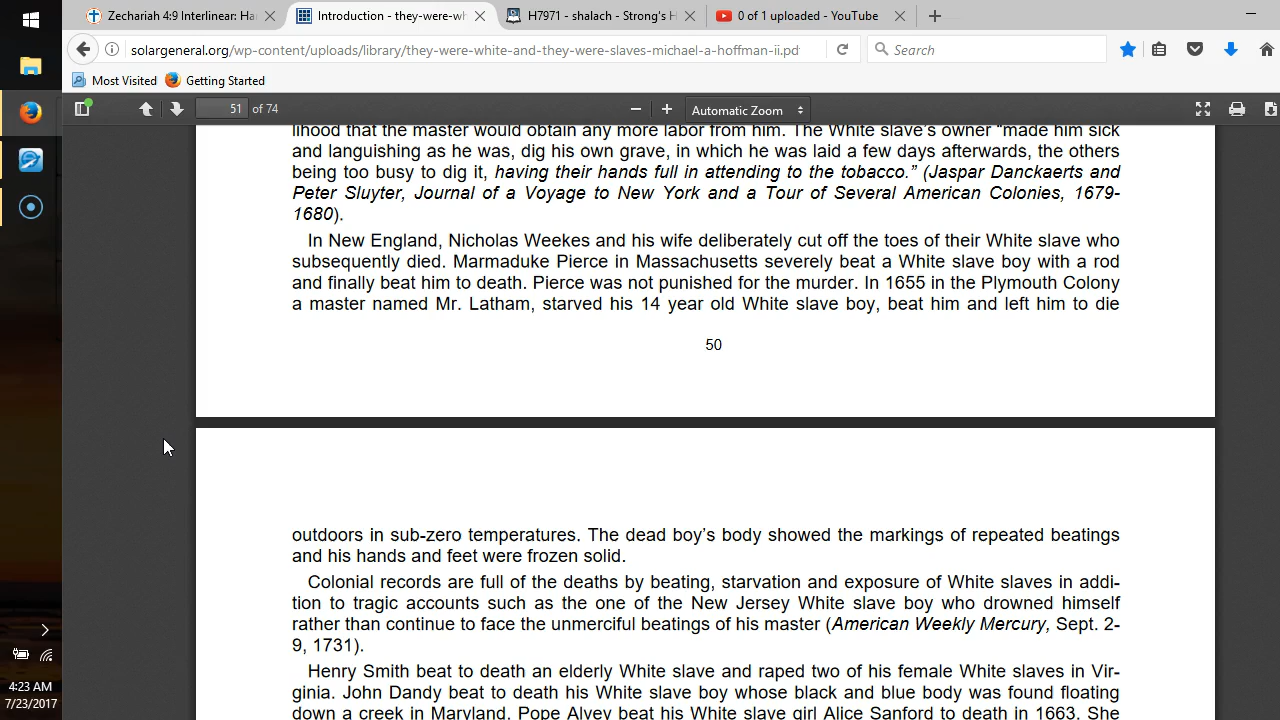 Zechariah 4:9 Interlinear: Ha
Introduction - they-were-wh
H7971 - shalach - Strong's H
0 of 1 uploaded - YouTube
solargeneral.org/wp-content/uploads/library/they-were-white-and-they-were-slaves-michael-a-hoffman-ii.pdf
Search
Most Visited
Getting Started
51 of 74
Automatic Zoom
lihood that the master would obtain any more labor from him. The White slave's owner "made him sick
and languishing as he was, dig his own grave, in which he was laid a few days afterwards, the others
being too busy to dig it, having their hands full in attending to the tobacco." (Jaspar Danckaerts and
Peter Sluyter, Journal of a Voyage to New York and a Tour of Several American Colonies, 1679-
1680).
In New England, Nicholas Weekes and his wife deliberately cut off the toes of their White slave who
subsequently died. Marmaduke Pierce in Massachusetts severely beat a White slave boy with a rod
and finally beat him to death. Pierce was not punished for the murder. In 1655 in the Plymouth Colony
a master named Mr. Latham, starved his 14 year old White slave boy, beat him and left him to die
50
outdoors in sub-zero temperatures. The dead boy's body showed the markings of repeated beatings
and his hands and feet were frozen solid.
Colonial records are full of the deaths by beating, starvation and exposure of White slaves in addi-
tion to tragic accounts such as the one of the New Jersey White slave boy who drowned himself
rather than continue to face the unmerciful beatings of his master (American Weekly Mercury, Sept. 2-
9, 1731).
Henry Smith beat to death an elderly White slave and raped two of his female White slaves in Vir-
ginia. John Dandy beat to death his White slave boy whose black and blue body was found floating
down a creek in Maryland. Pope Alvey beat his White slave girl Alice Sanford to death in 1663. She
4:23 AM
7/23/2017